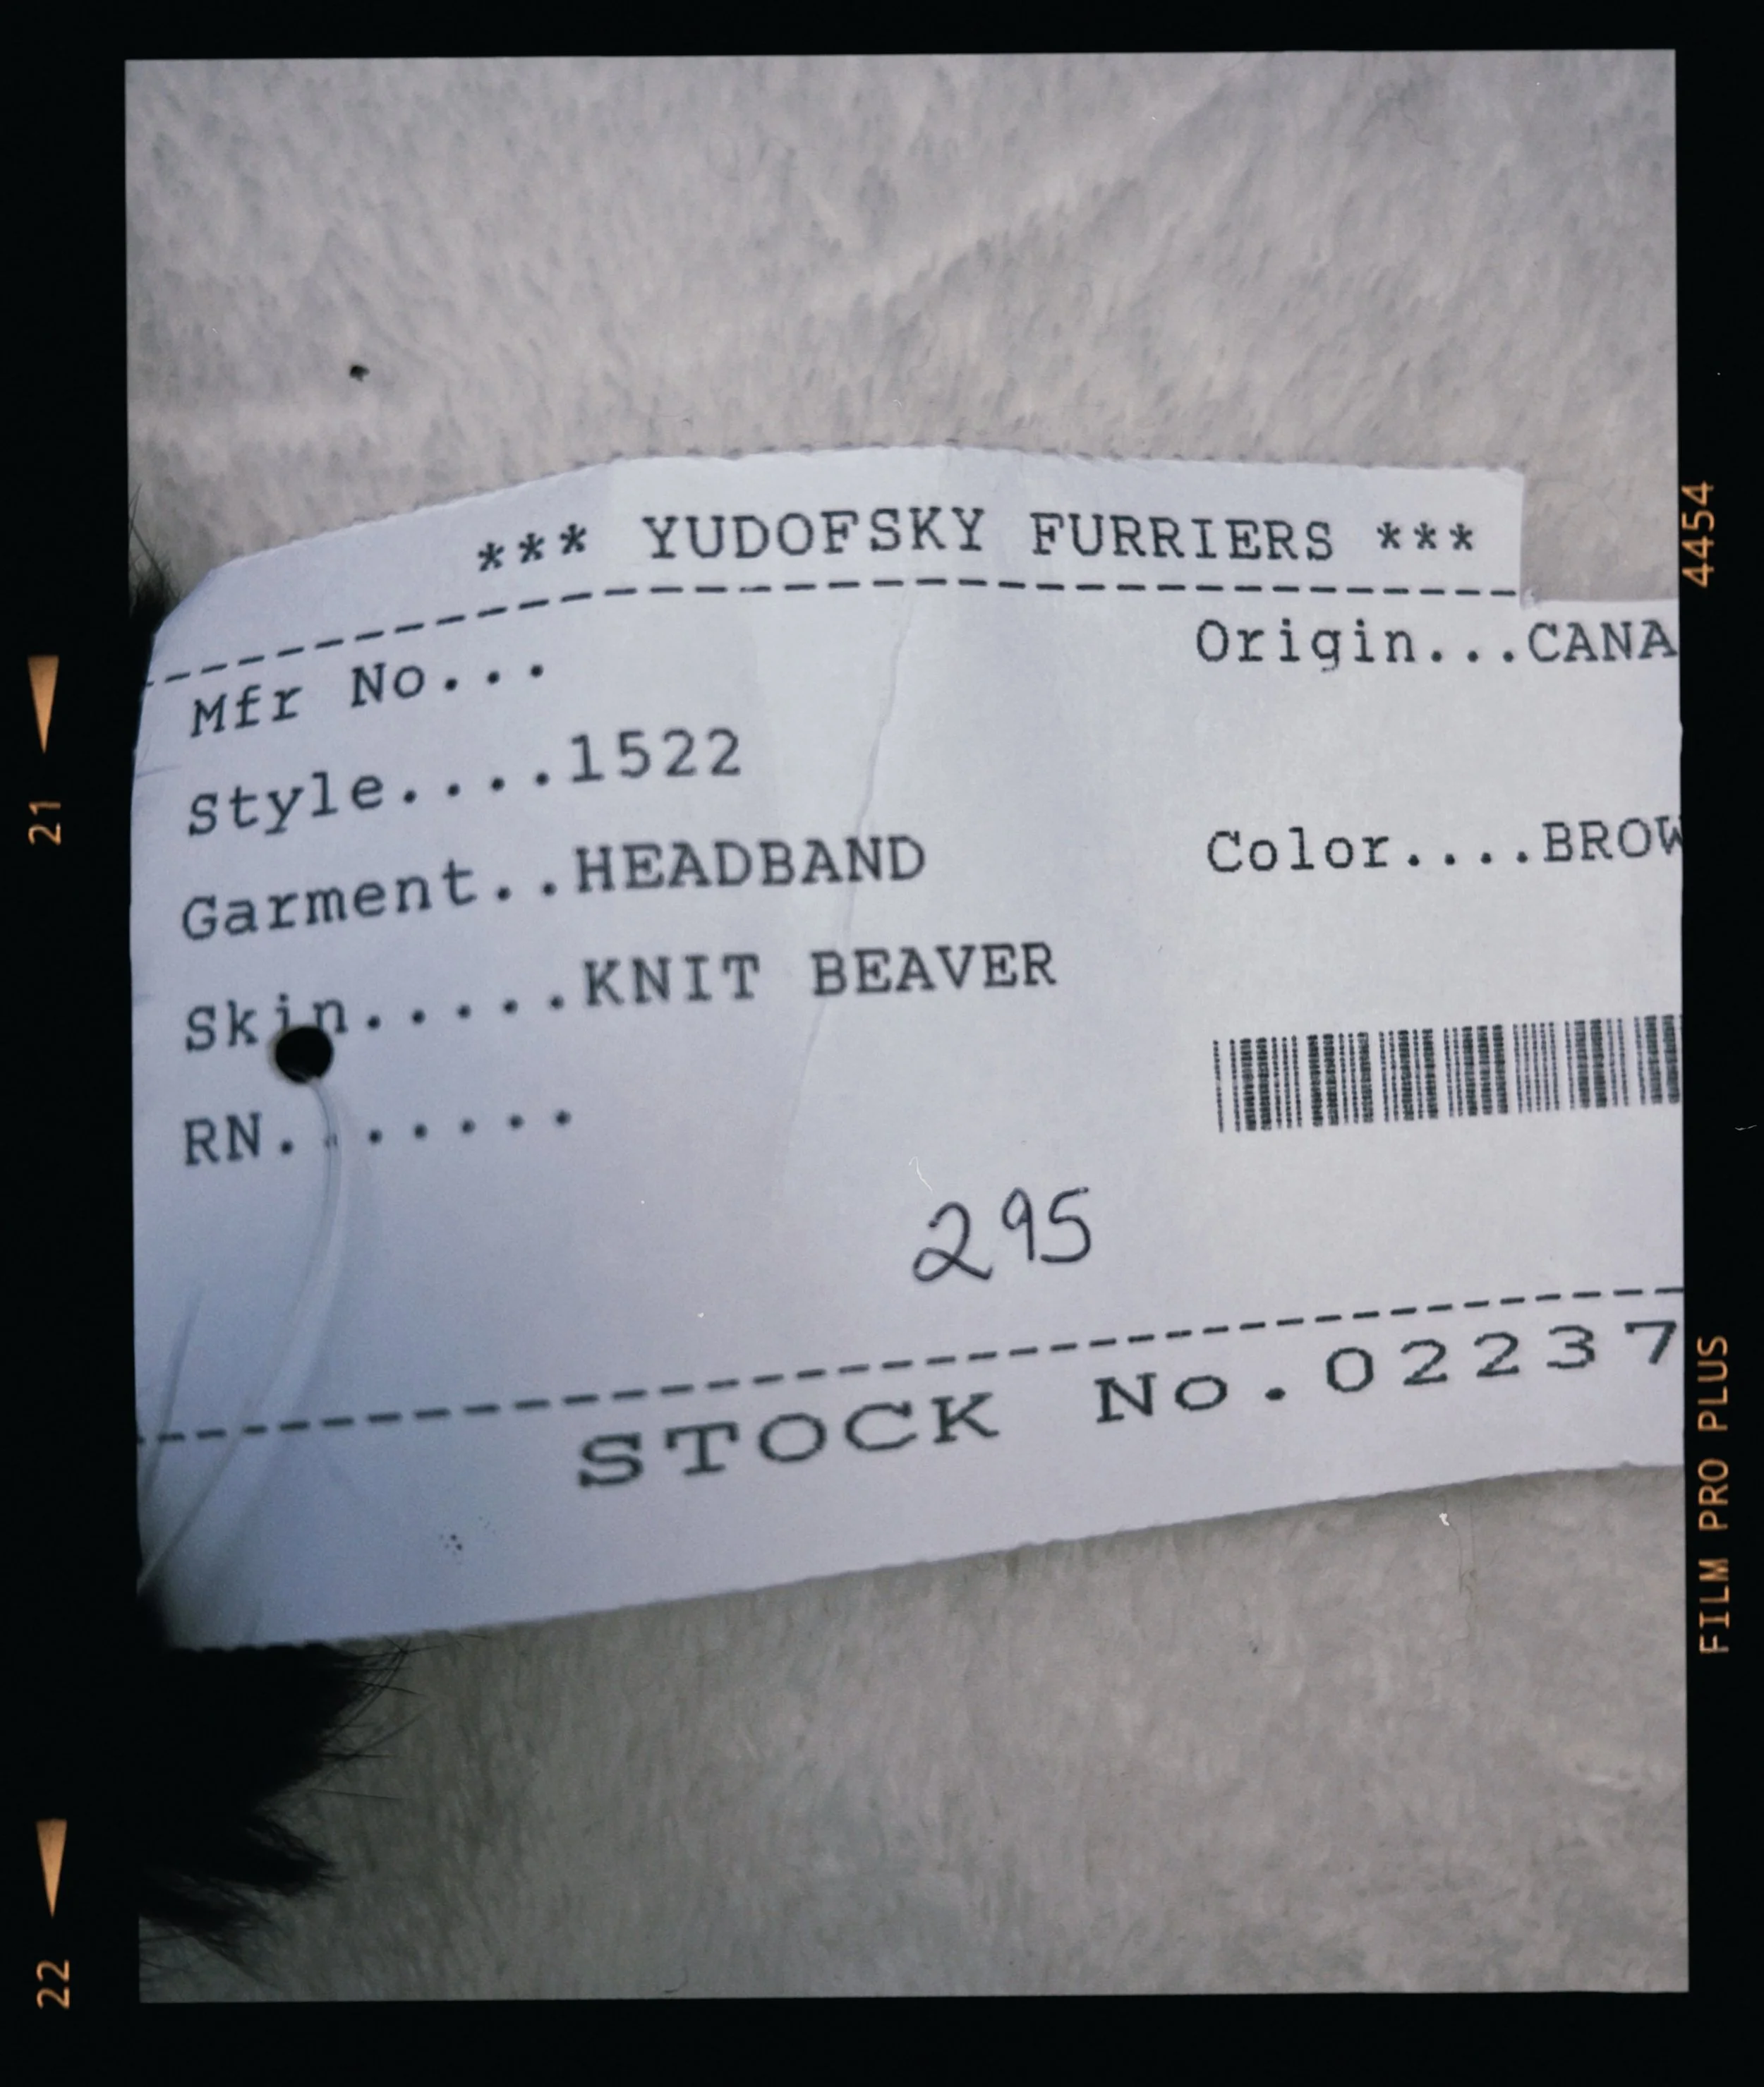 *** YUDOFSKY FURRIERS ***
Mfr No...
Origin...CANA
Style....1522
Garment..HEADBAND
Color....BROW
Skin.....KNIT BEAVER
RN.......
295
STOCK No.02237
21
22
4454
FILM PRO PLUS